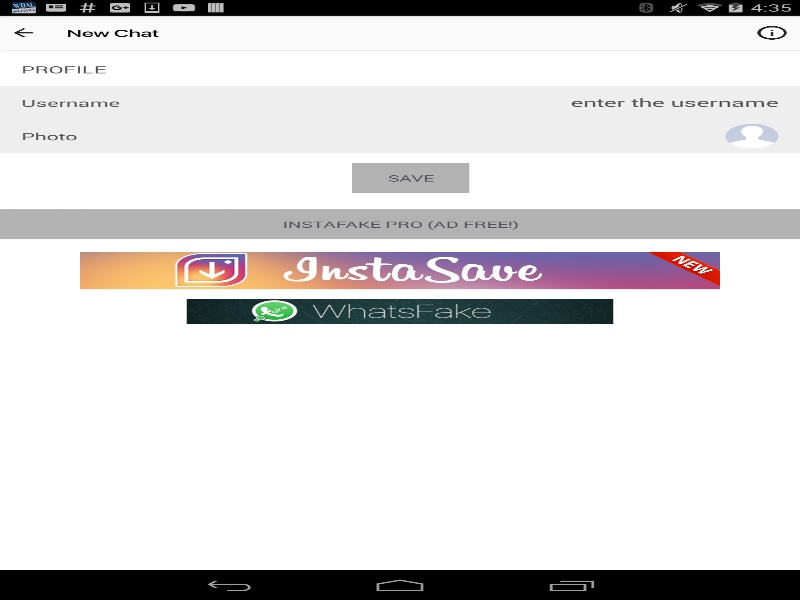 4:35
New Chat
PROFILE
Username
enter the username
Photo
SAVE
INSTAFAKE PRO (AD FREE!)
InstaSave
NEW
WhatsFake